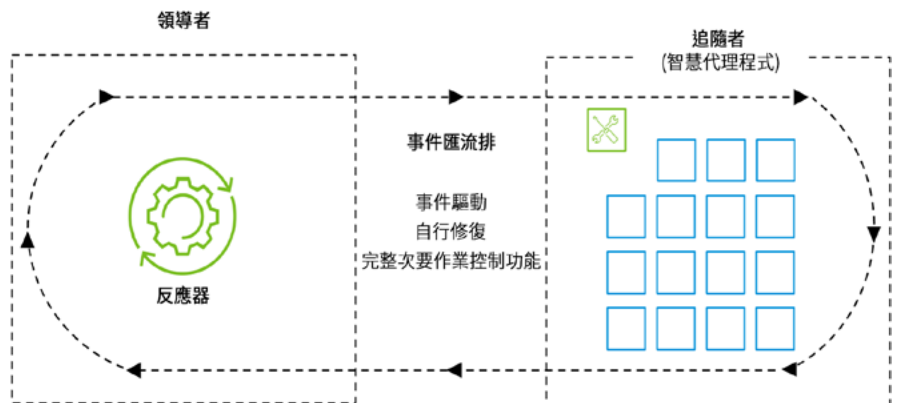 領導者
追隨者
(智慧代理程式)
事件匯流排
事件驅動
自行修復
完整次要作業控制功能
反應器